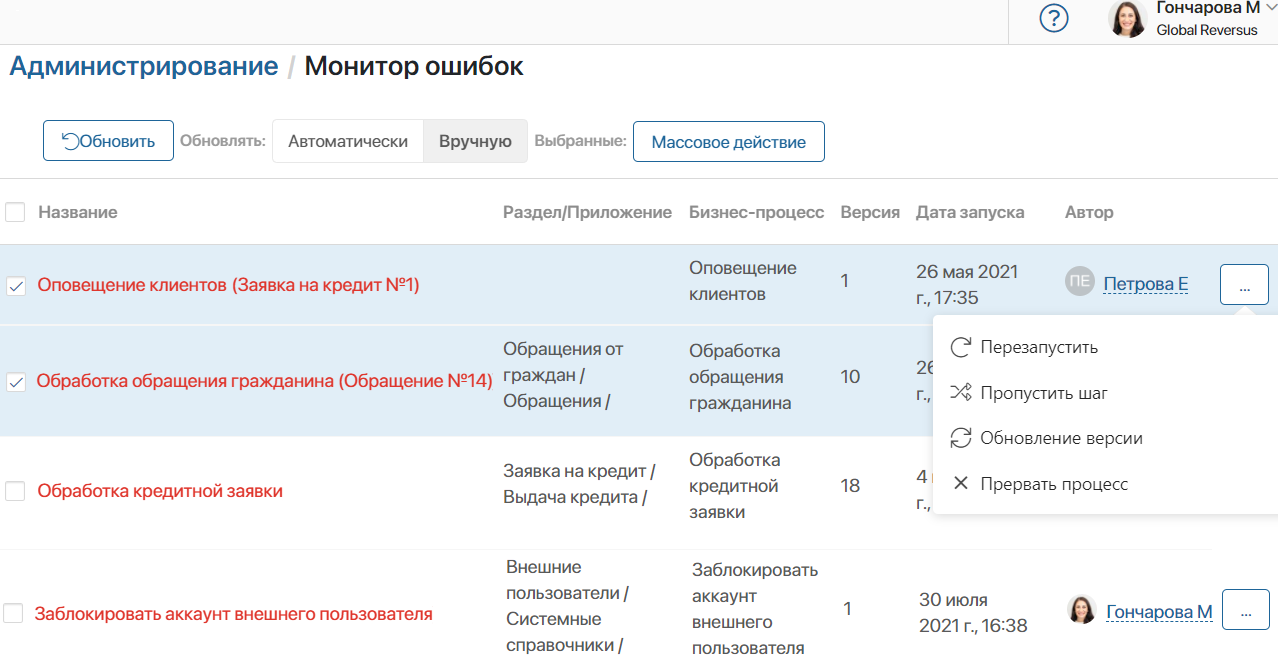 Гончарова М
Global Reversus
Администрирование / Монитор ошибок
Обновить Обновлять: Автоматически Вручную Выбранные: Массовое действие
Название Раздел/Приложение Бизнес-процесс Версия Дата запуска Автор
Оповещение клиентов (Заявка на кредит №1)
Оповещение
клиентов
1
26 мая 2021
г., 17:35
ПЕ Петрова Е
...
Перезапустить
Пропустить шаг
Обновление версии
Прервать процесс
Обработка обращения гражданина (Обращение №14)
Обращения от
граждан /
Обращения /
Обработка
обращения
гражданина
10
26
г.,
Обработка кредитной заявки
Заявка на кредит /
Выдача кредита /
Обработка
кредитной
заявки
18
4
г.,
Заблокировать аккаунт внешнего пользователя
Внешние
пользователи /
Системные
справочники /
Заблокировать
аккаунт
внешнего
пользователя
1
30 июля
2021 г., 16:38
Гончарова М
...